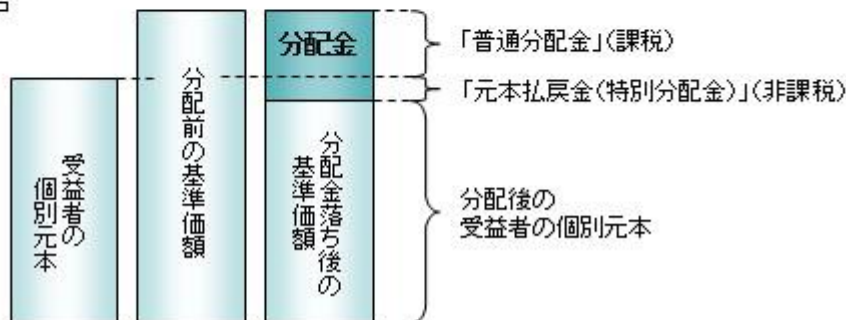 受益者の
個別元本
分配前の基準価額
分配金
分配金落ち後の
基準価額
「普通分配金」(課税)
「元本払戻金(特別分配金)」(非課税)
分配後の
受益者の個別元本